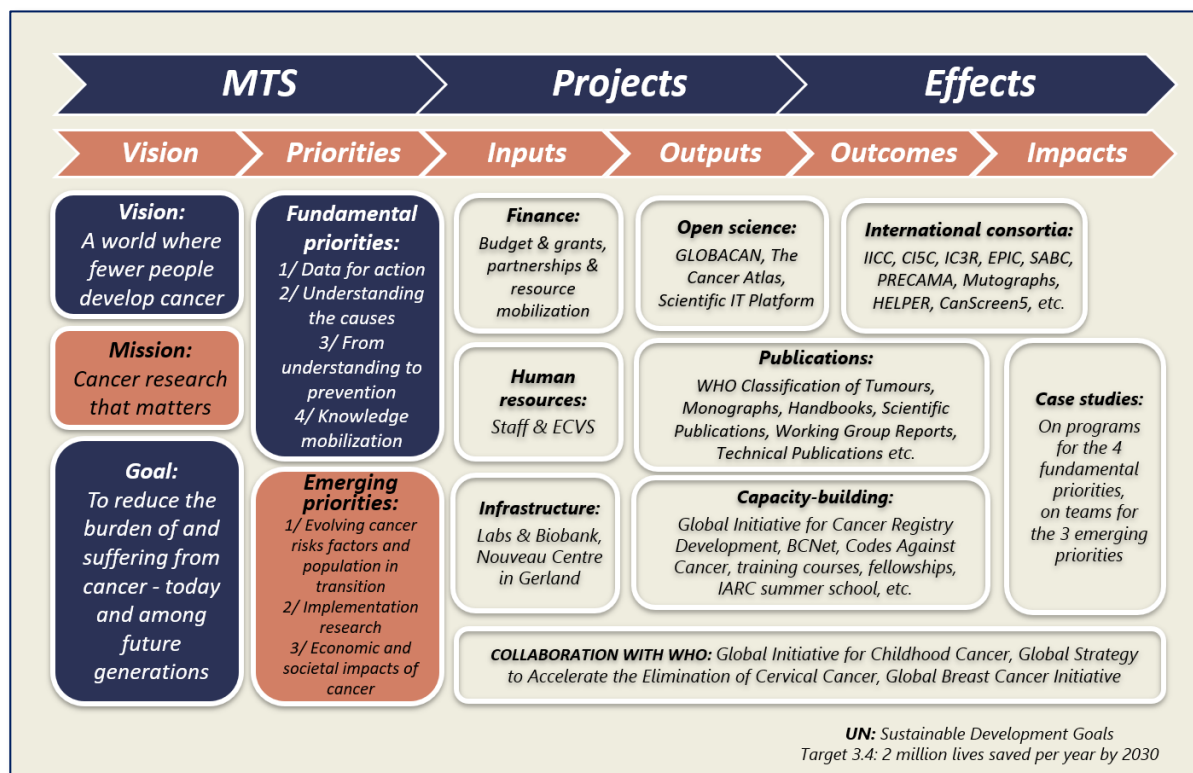 MTS
Projects
Effects
Vision
Priorities
Inputs
Outputs
Outcomes
Impacts
Vision:
A world where
fewer people
develop cancer
Mission:
Cancer research
that matters
Goal:
To reduce the
burden of and
suffering from
cancer - today
and among
future
generations
Fundamental
priorities:
1/ Data for action
2/ Understanding
the causes
3/ From
understanding to
prevention
4/ Knowledge
mobilization
Emerging
priorities:
1/ Evolving cancer
risks factors and
population in
transition
2/ Implementation
research
3/ Economic and
societal impacts of
cancer
Finance:
Budget & grants,
partnerships &
resource
mobilization
Human
resources:
Staff & ECVS
Infrastructure:
Labs & Biobank,
Nouveau Centre
in Gerland
Open science:
GLOBACAN, The
Cancer Atlas,
Scientific IT Platform
International consortia:
IICC, CI5C, IC3R, EPIC, SABC,
PRECAMA, Mutographs,
HELPER, CanScreen5, etc.
Publications:
WHO Classification of Tumours,
Monographs, Handbooks, Scientific
Publications, Working Group Reports,
Technical Publications etc.
Capacity-building:
Global Initiative for Cancer Registry
Development, BCNet, Codes Against
Cancer, training courses, fellowships,
IARC summer school, etc.
Case studies:
On programs
for the 4
fundamental
priorities,
on teams for
the 3 emerging
priorities
COLLABORATION WITH WHO: Global Initiative for Childhood Cancer, Global Strategy
to Accelerate the Elimination of Cervical Cancer, Global Breast Cancer Initiative
UN: Sustainable Development Goals
Target 3.4: 2 million lives saved per year by 2030